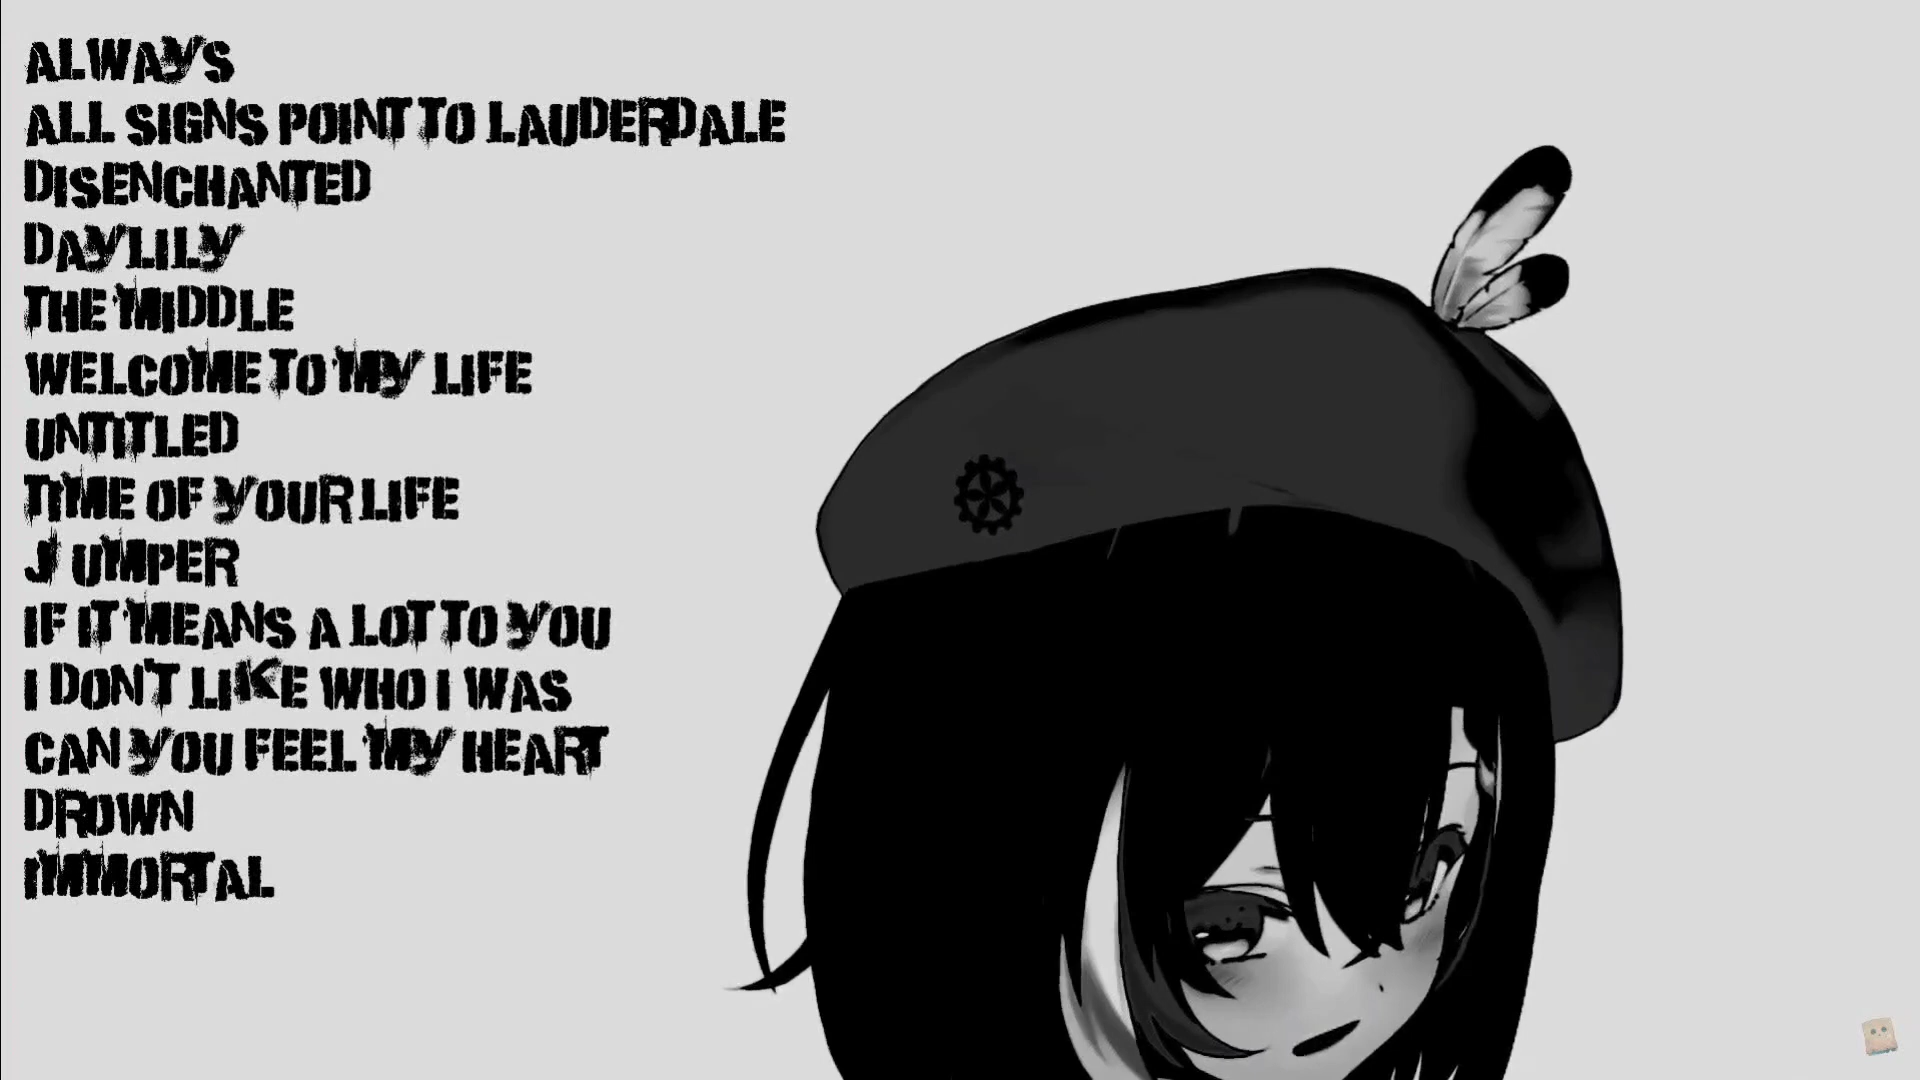 ALWAYS
ALL SIGNS POINT TO LAUDERDALE
DISENCHANTED
DAYLILY
THE MIDDLE
WELCOME TO MY LIFE
UNTITLED
TIME OF YOUR LIFE
JUMPER
IF IT MEANS A LOT TO YOU
I DON'T LIKE WHO I WAS
CAN YOU FEEL MY HEART
DROWN
IMMORTAL